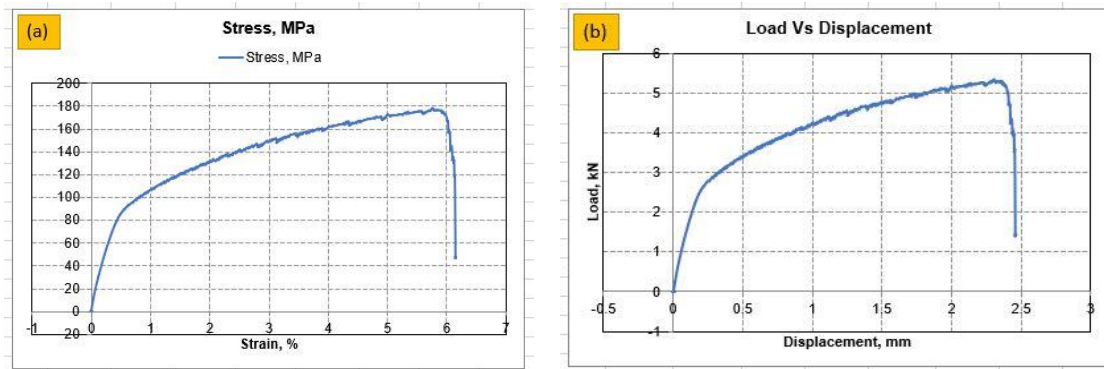 (a)
Stress, MPa
Stress, MPa
200
180
160
140
120
100
80
60
40
20
0
20
-1 0 1 2 3 4 5 6 7
Strain, %
(b)
Load Vs Displacement
6
5
4
3
2
1
0
-1
Load, kN
-0.5 0 0.5 1 1.5 2 2.5 3
Displacement, mm